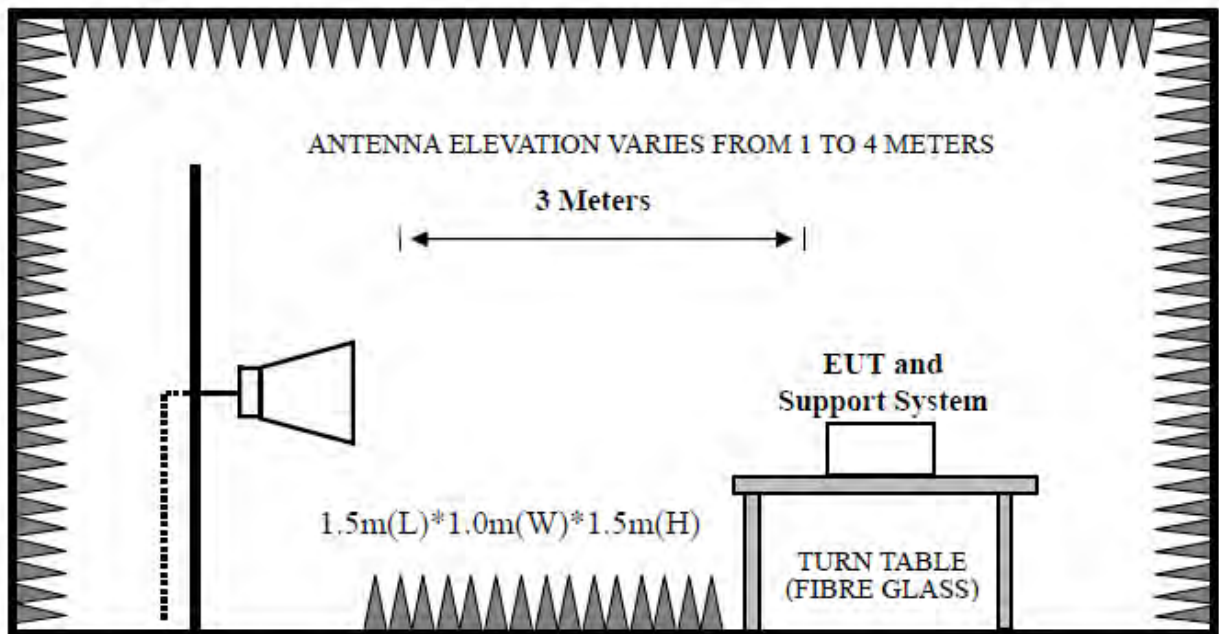 ANTENNA ELEVATION VARIES FROM 1 TO 4 METERS
3 Meters
EUT and
Support System
1.5m(L)*1.0m(W)*1.5m(H)
TURN TABLE
(FIBRE GLASS)